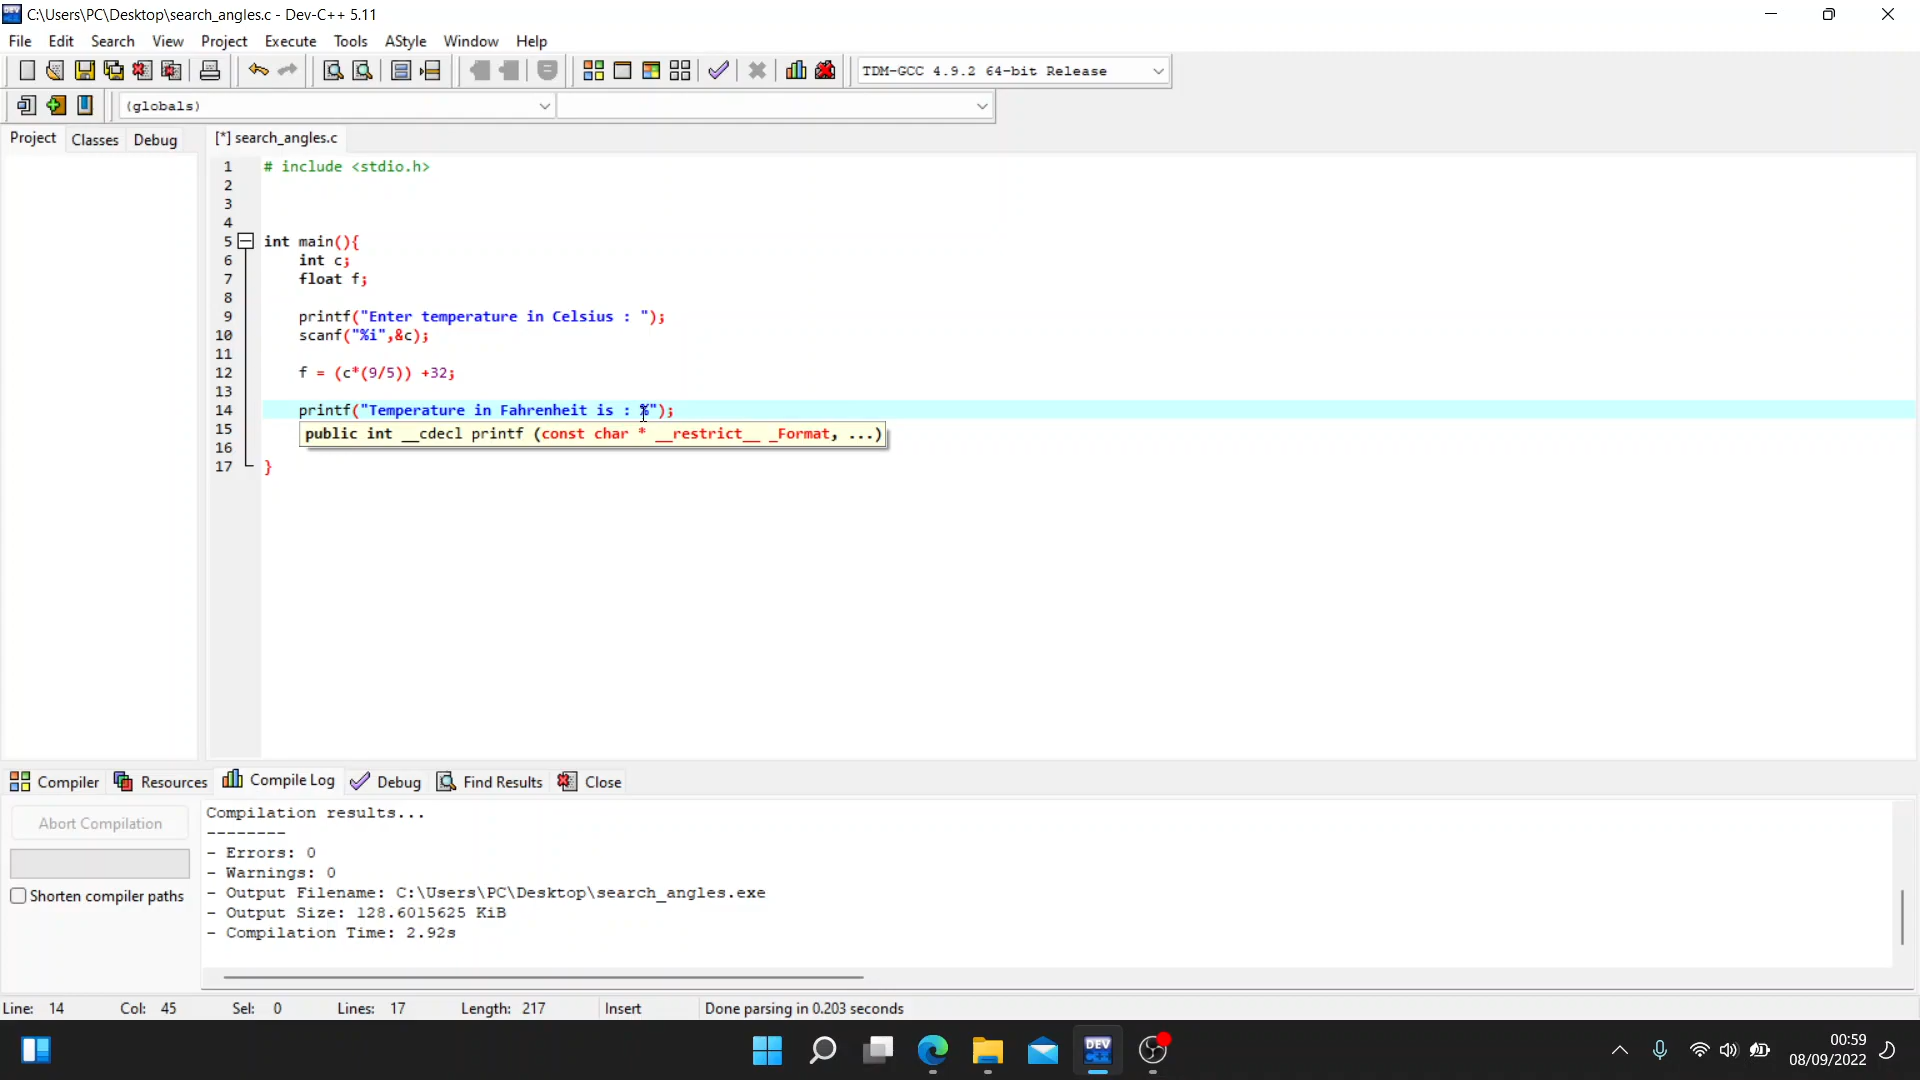 C:\Users\PC\Desktop\search_angles.c - Dev-C++ 5.11
File Edit Search View Project Execute Tools AStyle Window Help
TDM-GCC 4.9.2 64-bit Release
(globals)
Project Classes Debug [*] search_angles.c
1 # include <stdio.h>
2
3
4
5 int main(){
6 int c;
7 float f;
8
9 printf("Enter temperature in Celsius : ");
10 scanf("%i",&c);
11
12 f = (c*(9/5)) +32;
13
14 printf("Temperature in Fahrenheit is : %");
15 public int __cdecl printf (const char * __restrict__ _Format, ...)
16
17 }
Compiler Resources Compile Log Debug Find Results Close
Abort Compilation
Shorten compiler paths
Compilation results...
--------
- Errors: 0
- Warnings: 0
- Output Filename: C:\Users\PC\Desktop\search_angles.exe
- Output Size: 128.6015625 KiB
- Compilation Time: 2.92s
Line: 14 Col: 45 Sel: 0 Lines: 17 Length: 217 Insert Done parsing in 0.203 seconds
DEV
00:59
08/09/2022